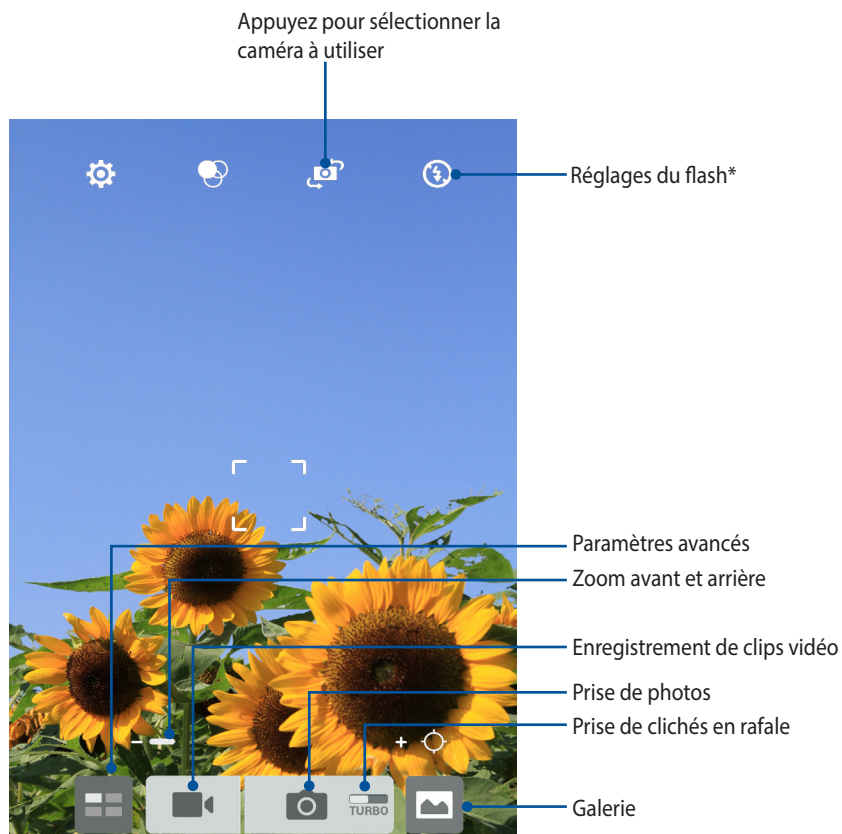 Appuyez pour sélectionner la
caméra à utiliser
Réglages du flash*
Paramètres avancés
Zoom avant et arrière
Enregistrement de clips vidéo
Prise de photos
Prise de clichés en rafale
TURBO
Galerie